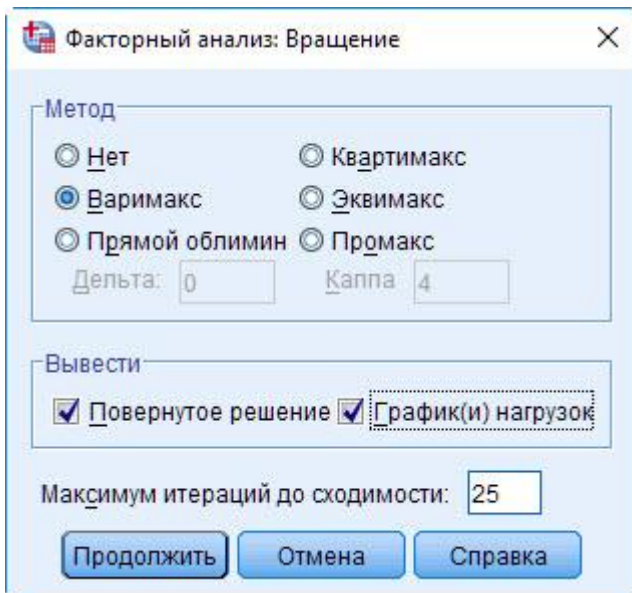 Факторный анализ: Вращение
Метод
Нет Квартимакс
Варимакс Эквимакс
Прямой облимин Промакс
Дельта: 0 Каппа 4
Вывести
Повернутое решение График(и) нагрузок
Максимум итераций до сходимости: 25
Продолжить Отмена Справка